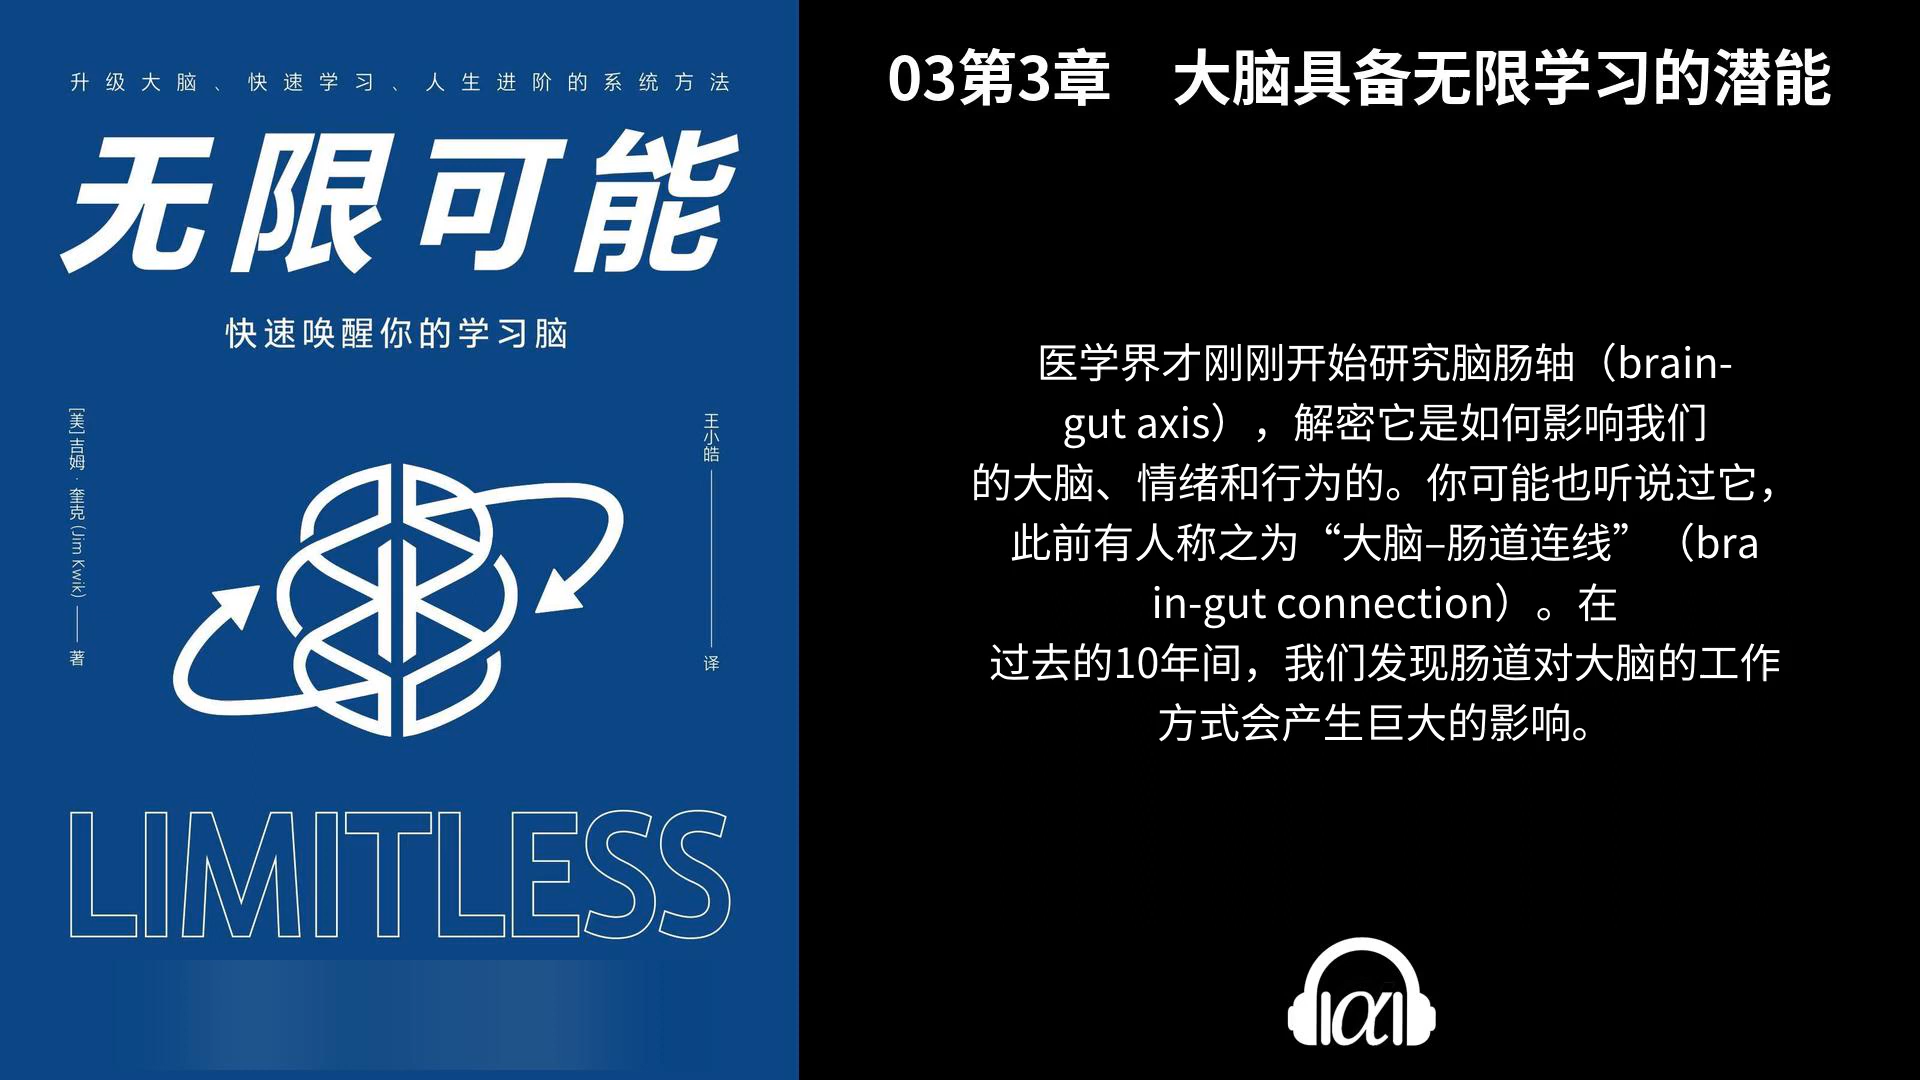 升级大脑、快速学习、人生进阶的系统方法
无限可能
快速唤醒你的学习脑
[美]吉姆·奎克(Jim Kwik)——著
王小皓——译
LIMITLESS
03第3章　大脑具备无限学习的潜能
医学界才刚刚开始研究脑肠轴（brain-
gut axis），解密它是如何影响我们
的大脑、情绪和行为的。你可能也听说过它，
此前有人称之为“大脑–肠道连线”（bra
in-gut connection）。在
过去的10年间，我们发现肠道对大脑的工作
方式会产生巨大的影响。
|α|